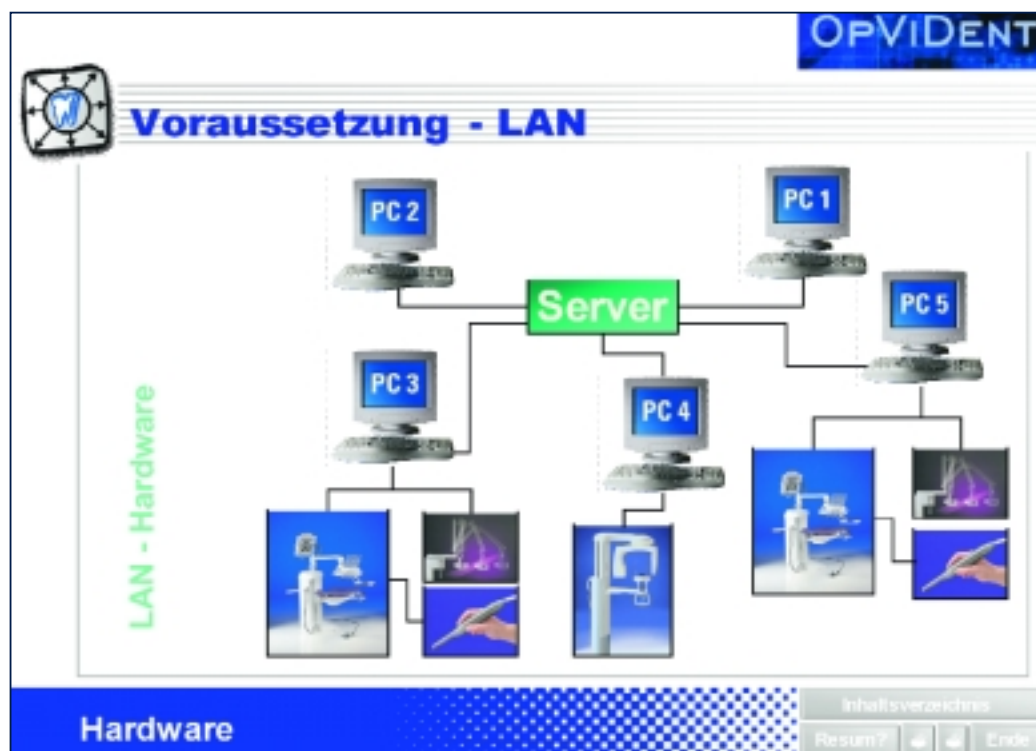 OPVIDENT
Voraussetzung - LAN
PC 2
PC 1
Server
PC 5
PC 3
PC 4
LAN - Hardware
Hardware
Inhaltsverzeichnis
Resum?
Ende